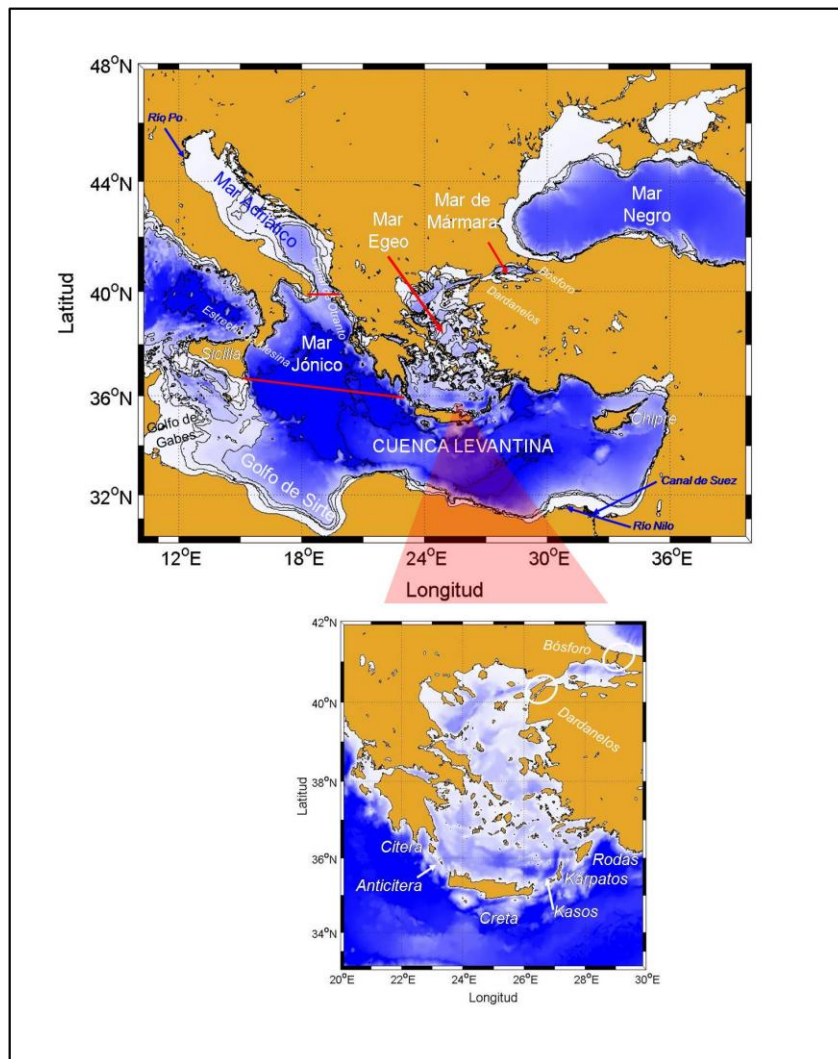 48°N
44°N
40°N
36°N
32°N
Latitud
Río Po
Mar Adriático
Mar
Egeo
Mar de
Mármara
Mar
Negro
Bósforo
Dardanelos
Estrecho de Mesina
Otranto
Sicilia
Mar
Jónico
Golfo de
Gabes
Golfo de Sirte
CUENCA LEVANTINA
Chipre
Canal de Suez
Río Nilo
12°E
18°E
24°E
30°E
36°E
Longitud
42°N
40°N
38°N
36°N
34°N
Latitud
Bósforo
Dardanelos
Citera
Anticitera
Creta
Rodas
Kárpatos
Kasos
20°E
22°E
24°E
26°E
28°E
30°E
Longitud